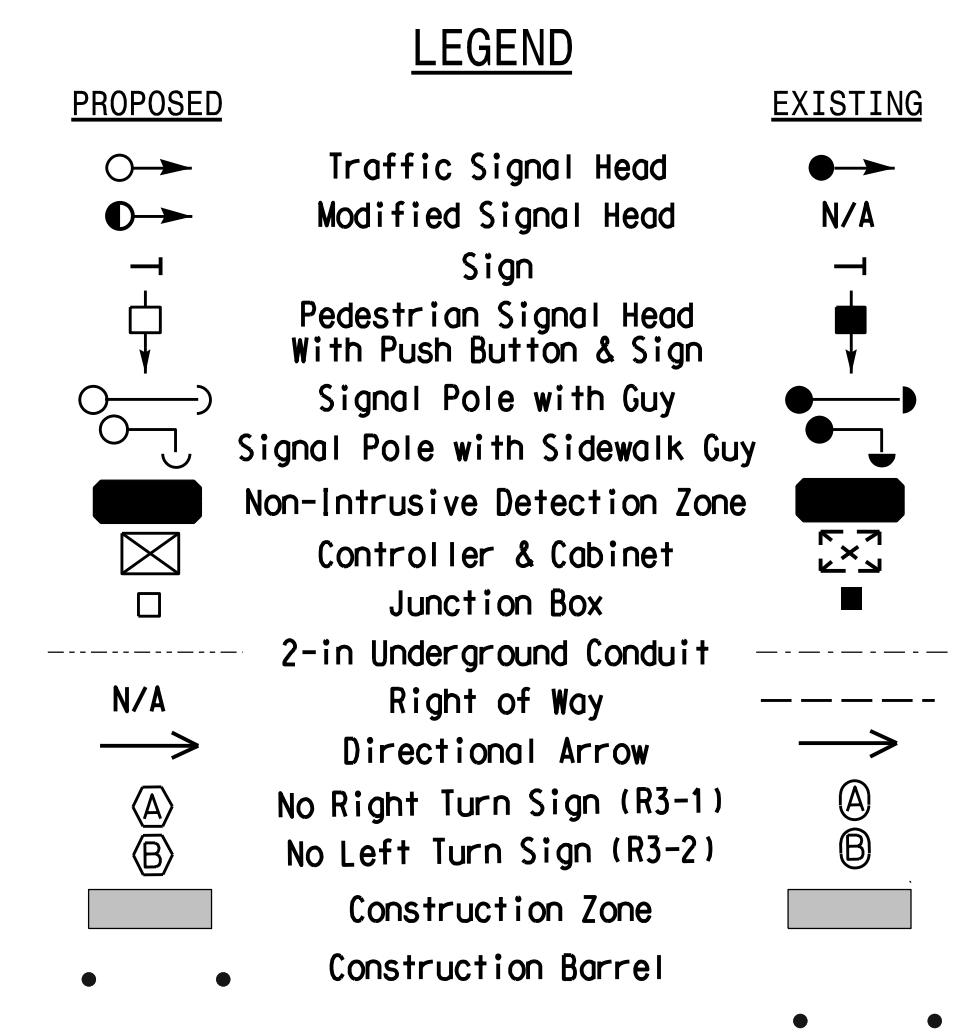 LEGEND
PROPOSED EXISTING
Traffic Signal Head
Modified Signal Head N/A
Sign
Pedestrian Signal Head
With Push Button & Sign
Signal Pole with Guy
Signal Pole with Sidewalk Guy
Non-Intrusive Detection Zone
Controller & Cabinet
Junction Box
2-in Underground Conduit
N/A Right of Way
Directional Arrow
A No Right Turn Sign (R3-1) A
B No Left Turn Sign (R3-2) B
Construction Zone
Construction Barrel